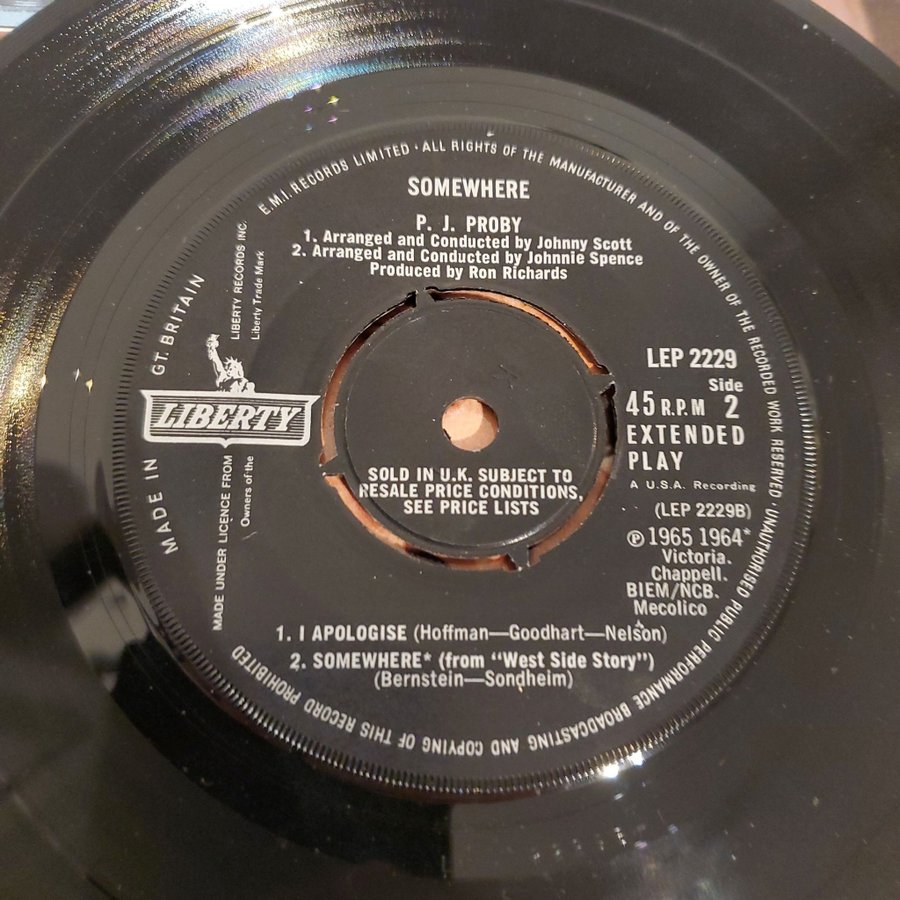 E.M.I. RECORDS LIMITED · ALL RIGHTS OF THE MANUFACTURER AND OF THE OWNER OF THE RECORDED WORK RESERVED · UNAUTHORISED PUBLIC PERFORMANCE BROADCASTING AND COPYING OF THIS RECORD PROHIBITED
SOMEWHERE
P. J. PROBY
1. Arranged and Conducted by Johnny Scott
2. Arranged and Conducted by Johnnie Spence
Produced by Ron Richards
MADE IN GT. BRITAIN
LIBERTY
MADE UNDER LICENCE FROM LIBERTY RECORDS INC.
Owners of the Liberty Trade Mark
LEP 2229
Side
45 R.P.M 2
EXTENDED
PLAY
A U.S.A. Recording
(LEP 2229B)
℗ 1965 1964*
Victoria.
Chappell.
BIEM/NCB.
Mecolico
SOLD IN U.K. SUBJECT TO
RESALE PRICE CONDITIONS,
SEE PRICE LISTS
1. I APOLOGISE (Hoffman—Goodhart—Nelson)
2. SOMEWHERE* (from "West Side Story")
(Bernstein—Sondheim)